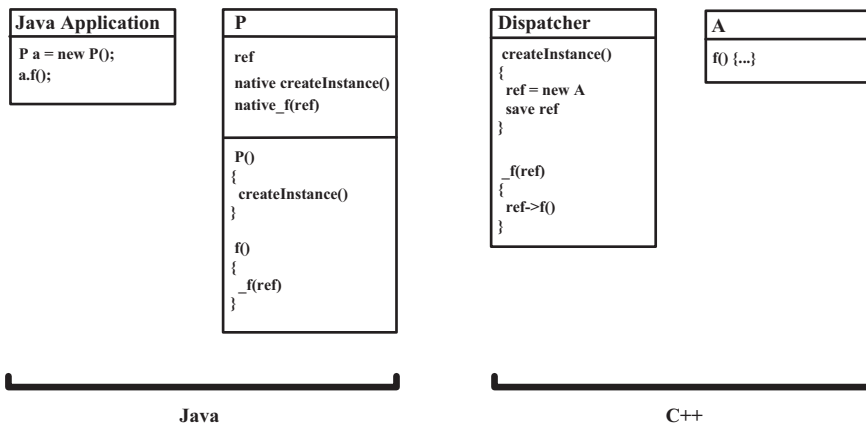 Java Application
P a = new P();
a.f();
P
ref
native createInstance()
native_f(ref)
P()
{
createInstance()
}
f()
{
_f(ref)
}
Dispatcher
createInstance()
{
ref = new A
save ref
}
_f(ref)
{
ref->f()
}
A
f() {...}
Java
C++